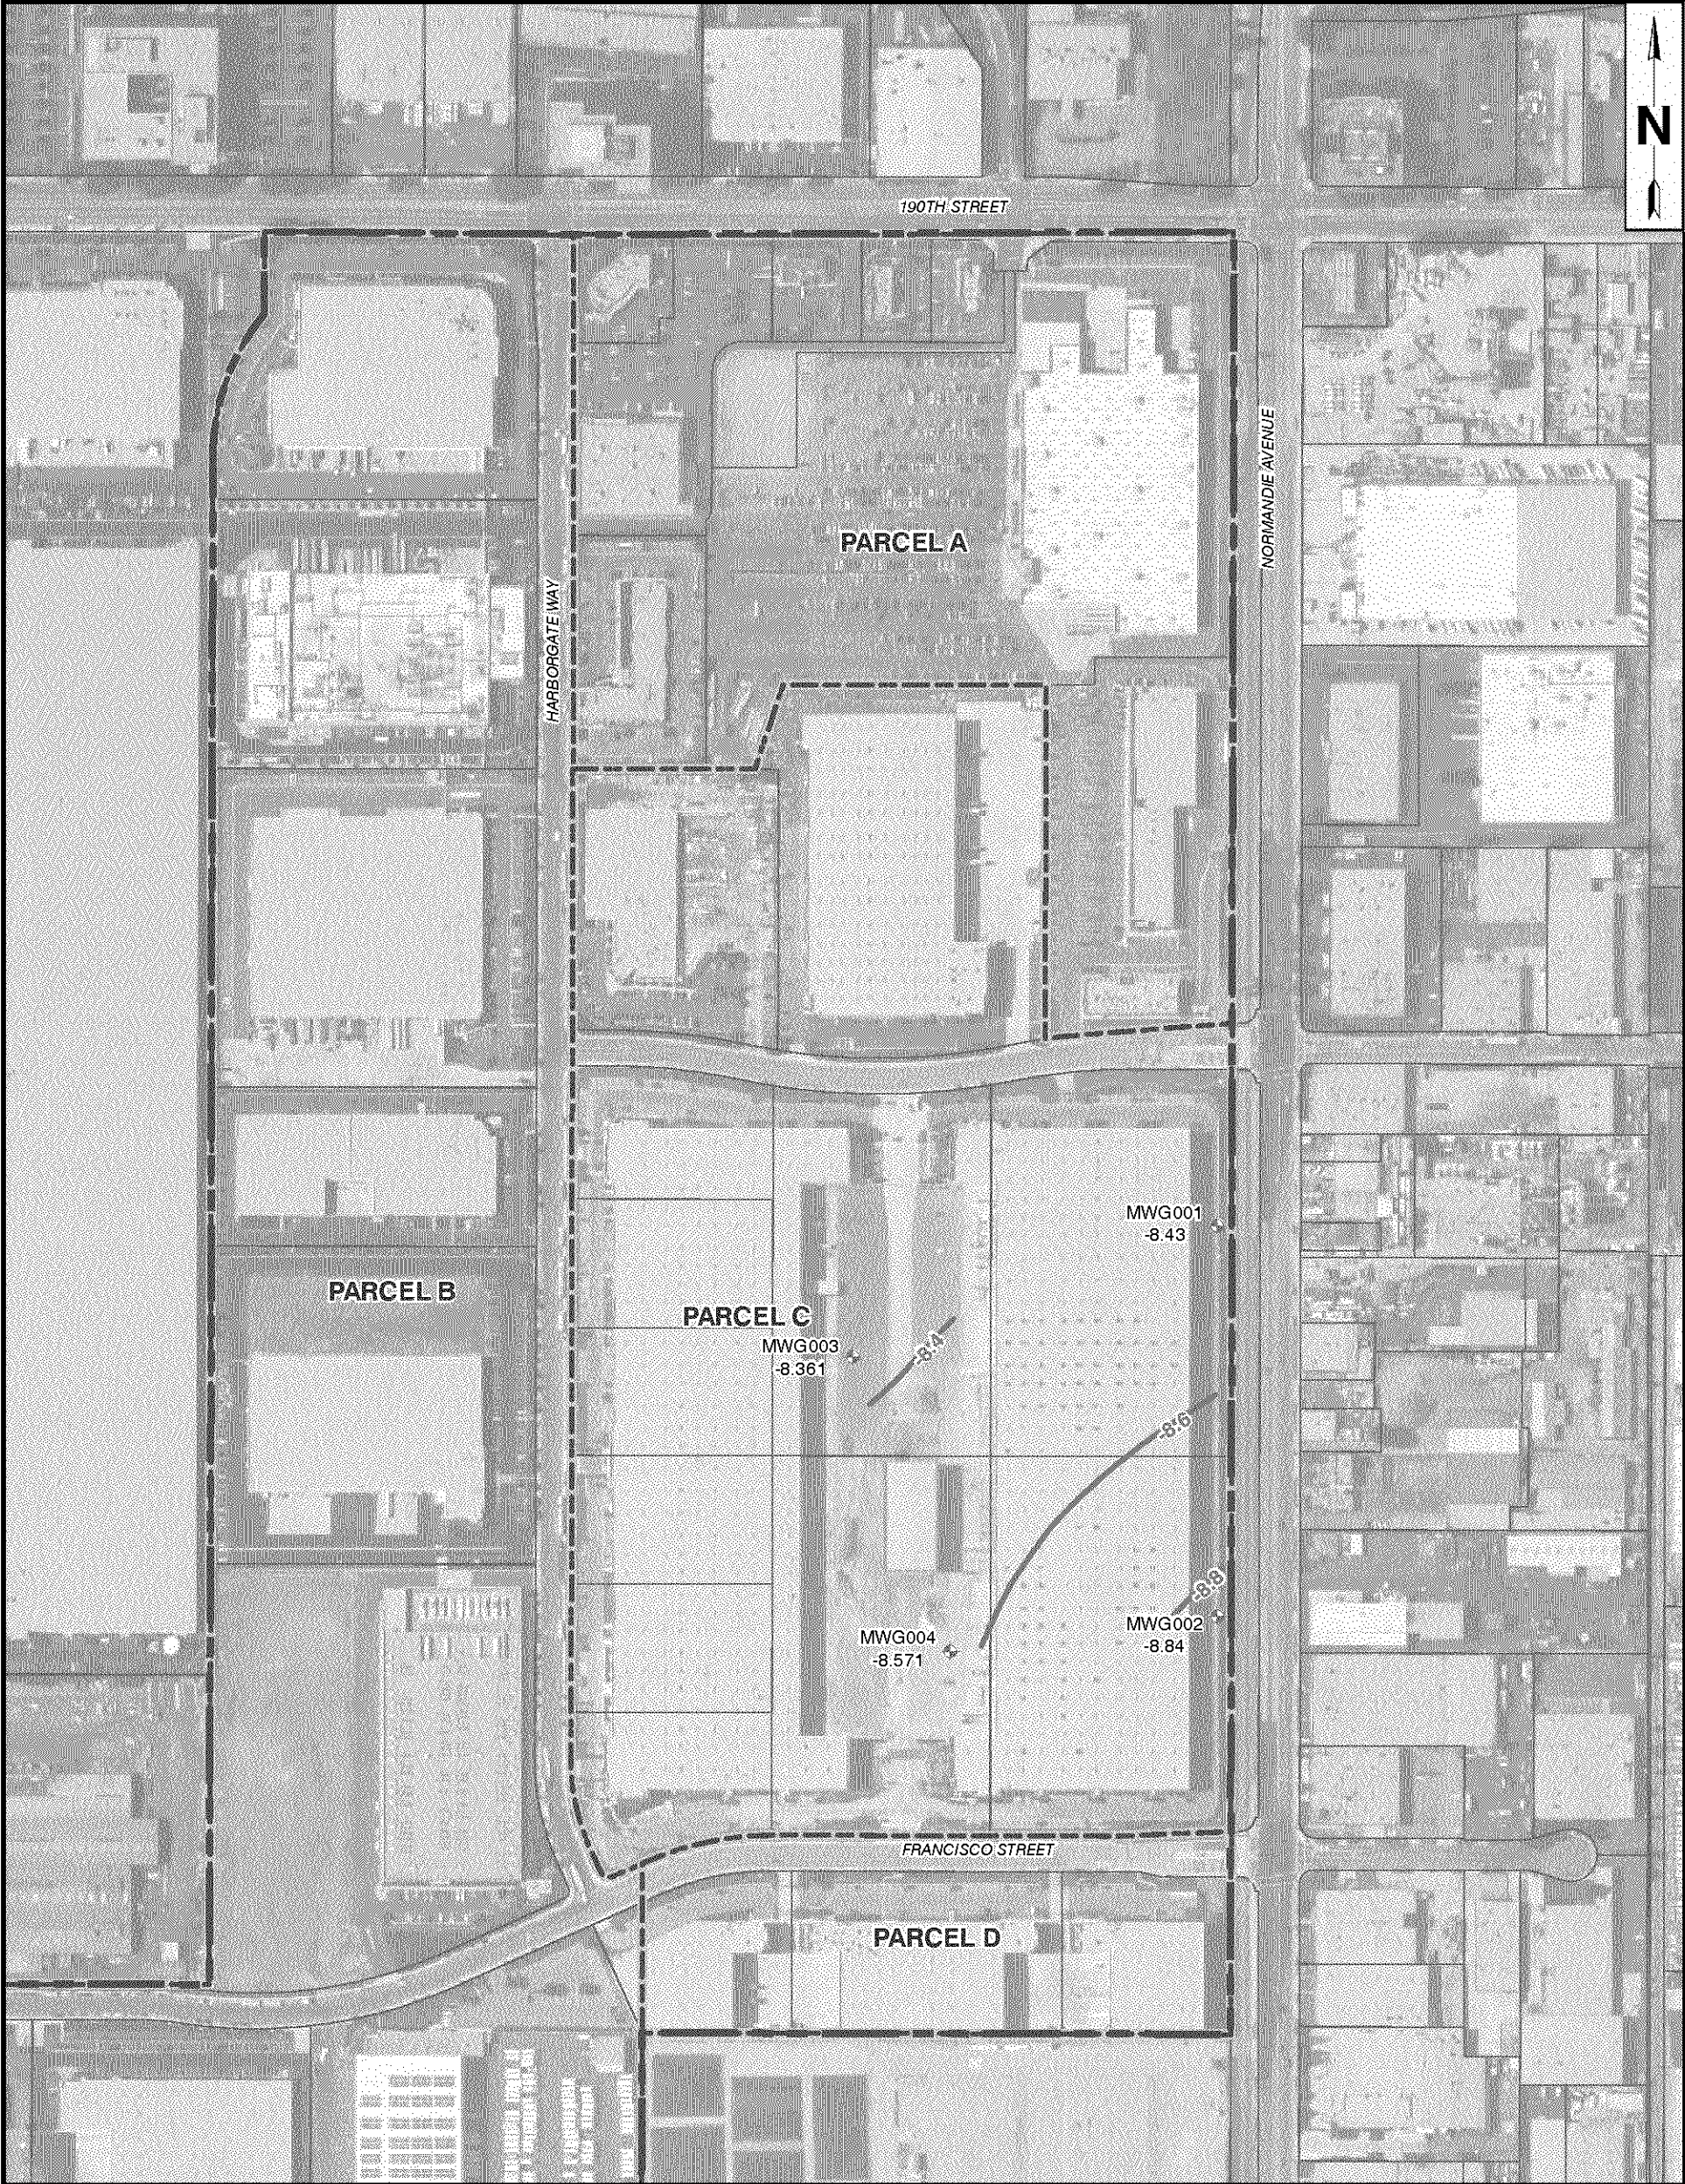 N
190TH STREET
NORMANDIE AVENUE
PARCEL A
HARBORGATE WAY
MWG001
-8.43
PARCEL B
PARCEL C
MWG003
-8.361
-8.4
-8.6
-8.8
MWG002
-8.84
MWG004
-8.571
FRANCISCO STREET
PARCEL D